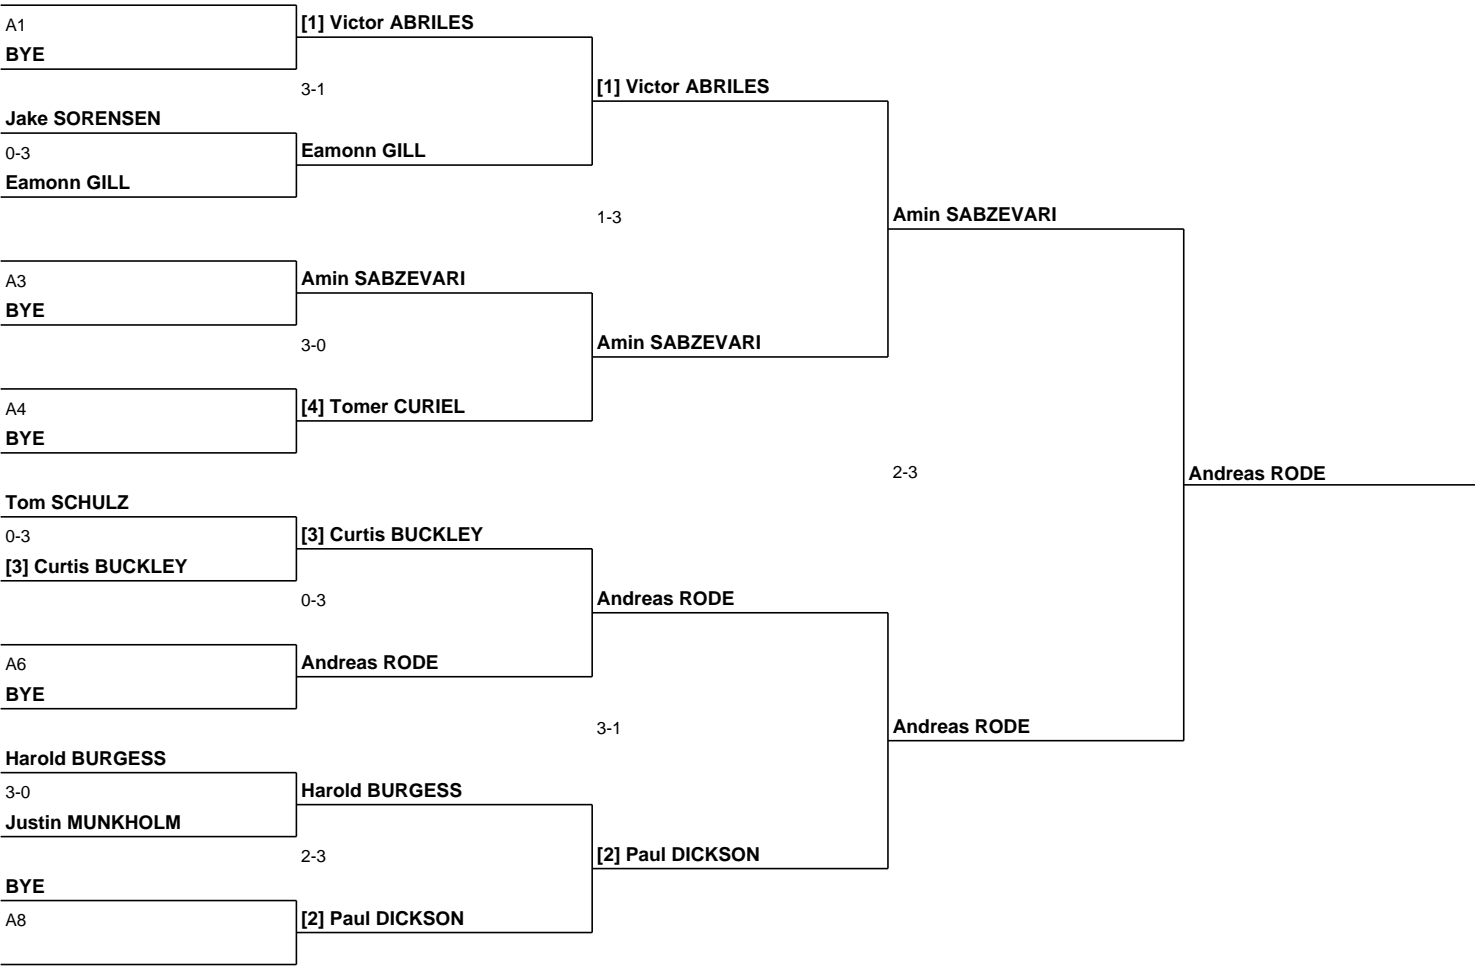 A1
BYE
[1] Victor ABRILES
3-1
Jake SORENSEN
0-3
Eamonn GILL
Eamonn GILL
[1] Victor ABRILES
1-3
A3
BYE
Amin SABZEVARI
3-0
A4
BYE
[4] Tomer CURIEL
Amin SABZEVARI
Amin SABZEVARI
2-3
Tom SCHULZ
0-3
[3] Curtis BUCKLEY
[3] Curtis BUCKLEY
0-3
A6
BYE
Andreas RODE
Andreas RODE
3-1
Harold BURGESS
3-0
Justin MUNKHOLM
Harold BURGESS
2-3
BYE
A8
[2] Paul DICKSON
[2] Paul DICKSON
Andreas RODE
Andreas RODE